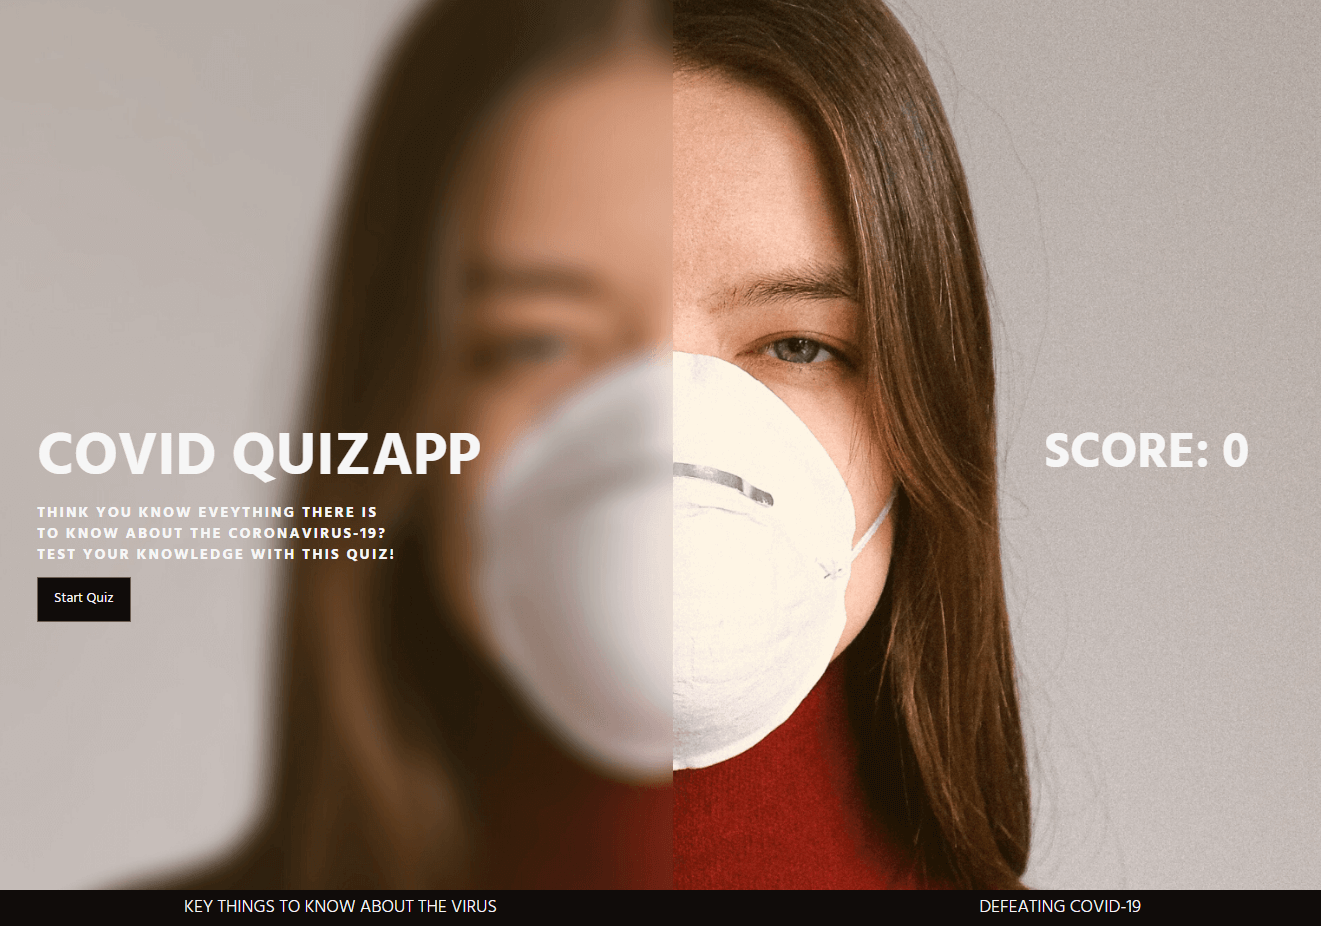 COVID QUIZAPP
SCORE: 0
THINK YOU KNOW EVEYTHING THERE IS
TO KNOW ABOUT THE CORONAVIRUS-19?
TEST YOUR KNOWLEDGE WITH THIS QUIZ!
Start Quiz
KEY THINGS TO KNOW ABOUT THE VIRUS
DEFEATING COVID-19